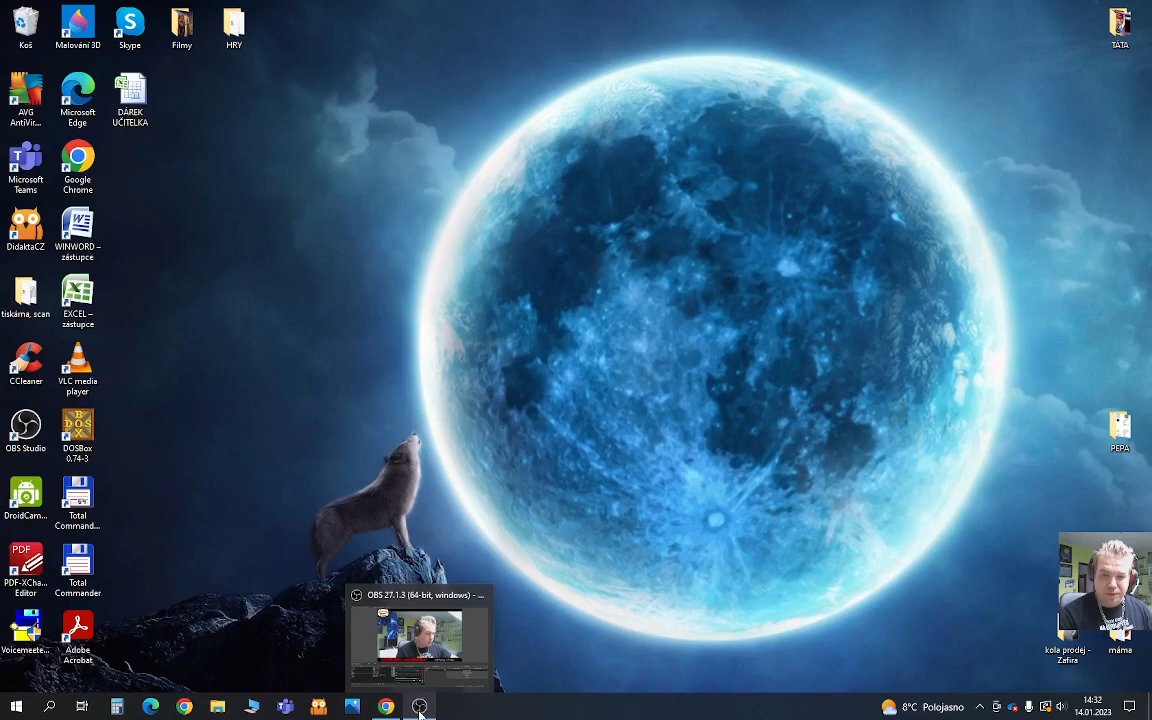 Koš
Malování 3D
Skype
Filmy
HRY
TÁTA
AVG
AntiVir...
Microsoft
Edge
DÁREK
UČITELKA
Microsoft
Teams
Google
Chrome
DidaktaCZ
WINWORD –
zástupce
tiskárna, scan
EXCEL –
zástupce
CCleaner
VLC media
player
OBS Studio
DOSBox
0.74-3
PEPA
DroidCam...
Total
Comman...
PDF-XCha...
Editor
Total
Commander
Voicemeete...
Adobe
Acrobat
kola prodej -
Zafira
máma
OBS 27.1.3 (64-bit, windows) - ...
8°C Polojasno
14:32
14.01.2023